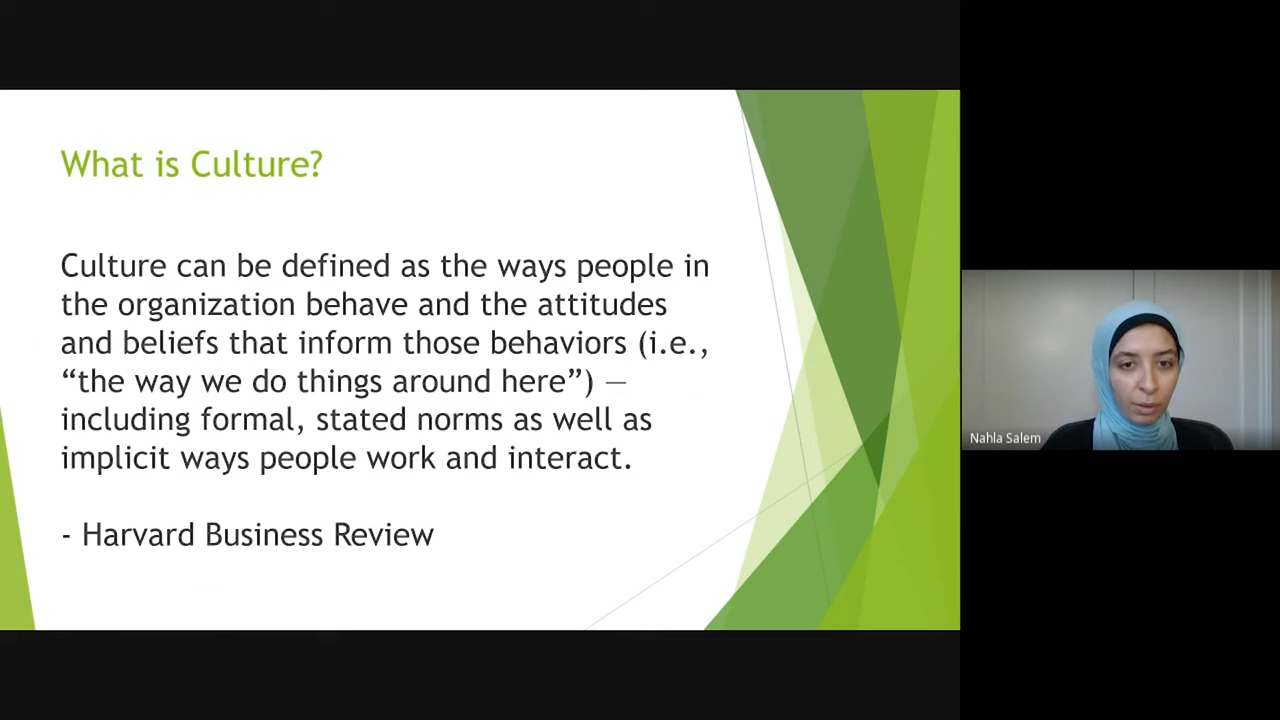 What is Culture?
Culture can be defined as the ways people in
the organization behave and the attitudes
and beliefs that inform those behaviors (i.e.,
“the way we do things around here”) —
including formal, stated norms as well as
implicit ways people work and interact.
- Harvard Business Review
Nahla Salem